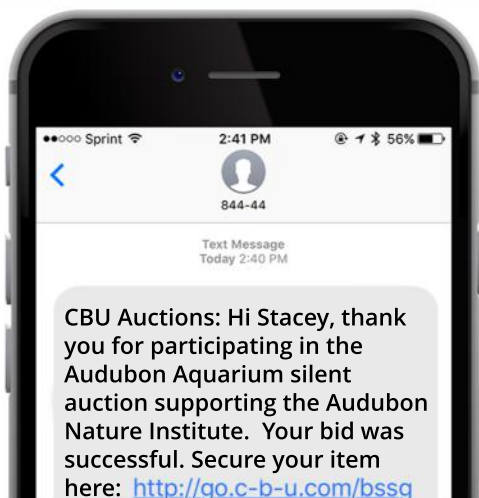 Sprint 2:41 PM 56%
844-44
Text Message
Today 2:40 PM
CBU Auctions: Hi Stacey, thank
you for participating in the
Audubon Aquarium silent
auction supporting the Audubon
Nature Institute. Your bid was
successful. Secure your item
here: http://go.c-b-u.com/bssg